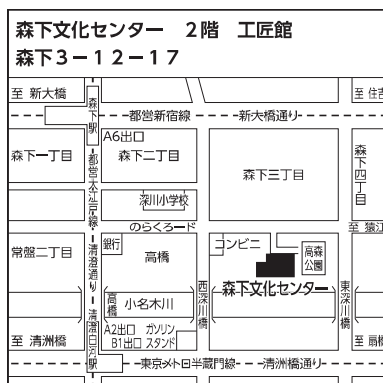 森下文化センター　2階　工匠館
森下3－12－17
至 新大橋
森下駅
都営新宿線
新大橋通り
至 住吉
A6出口
森下一丁目
都営大江戸線
森下二丁目
森下三丁目
森下四丁目
深川小学校
のらくろード
至 猿江
常盤二丁目
清澄通り
銀行
高橋
コンビニ
高森公園
森下文化センター
高橋
小名木川
西深川橋
東深川橋
至 清洲橋
清澄白河駅
A2出口
B1出口
ガソリンスタンド
至 扇橋
東京メトロ半蔵門線
清洲橋通り